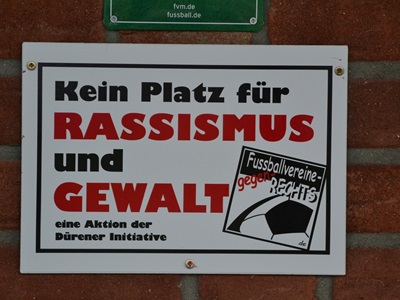 fvm.de
fussball.de
Kein Platz für
RASSISMUS
und
GEWALT
eine Aktion der
Dürener Initiative
Fussballvereine-
gegen
RECHTS
.de